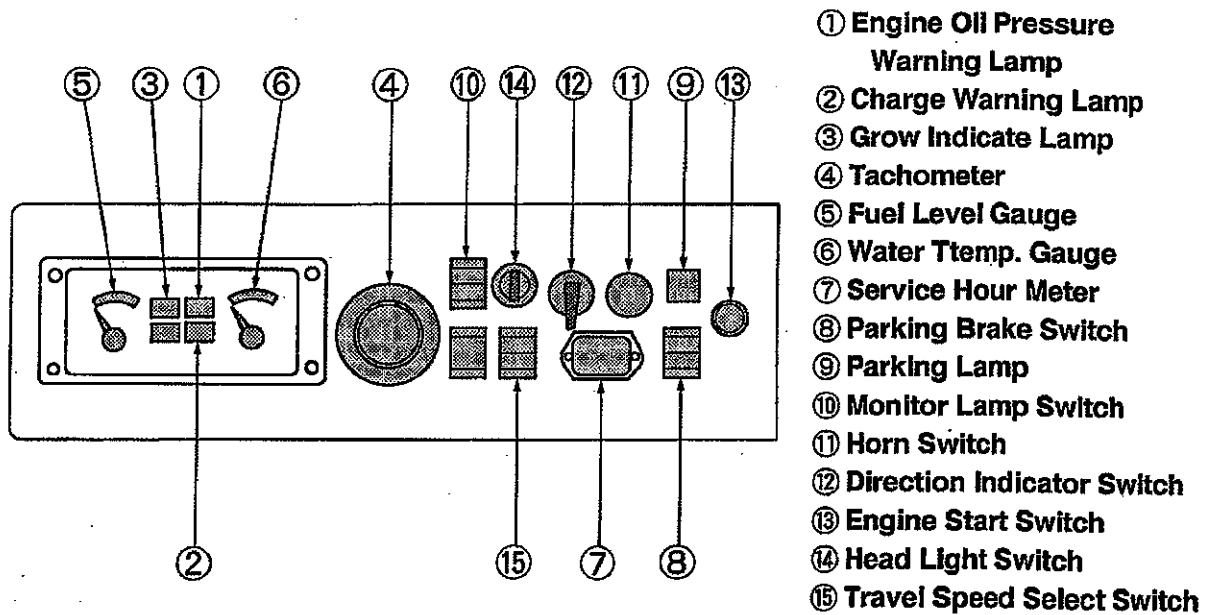 ⑤ ③ ① ⑥ ④ ⑩ ⑭ ⑫ ⑪ ⑨ ⑬
② ⑮ ⑦ ⑧
① Engine Oil Pressure
Warning Lamp
② Charge Warning Lamp
③ Grow Indicate Lamp
④ Tachometer
⑤ Fuel Level Gauge
⑥ Water Ttemp. Gauge
⑦ Service Hour Meter
⑧ Parking Brake Switch
⑨ Parking Lamp
⑩ Monitor Lamp Switch
⑪ Horn Switch
⑫ Direction Indicator Switch
⑬ Engine Start Switch
⑭ Head Light Switch
⑮ Travel Speed Select Switch